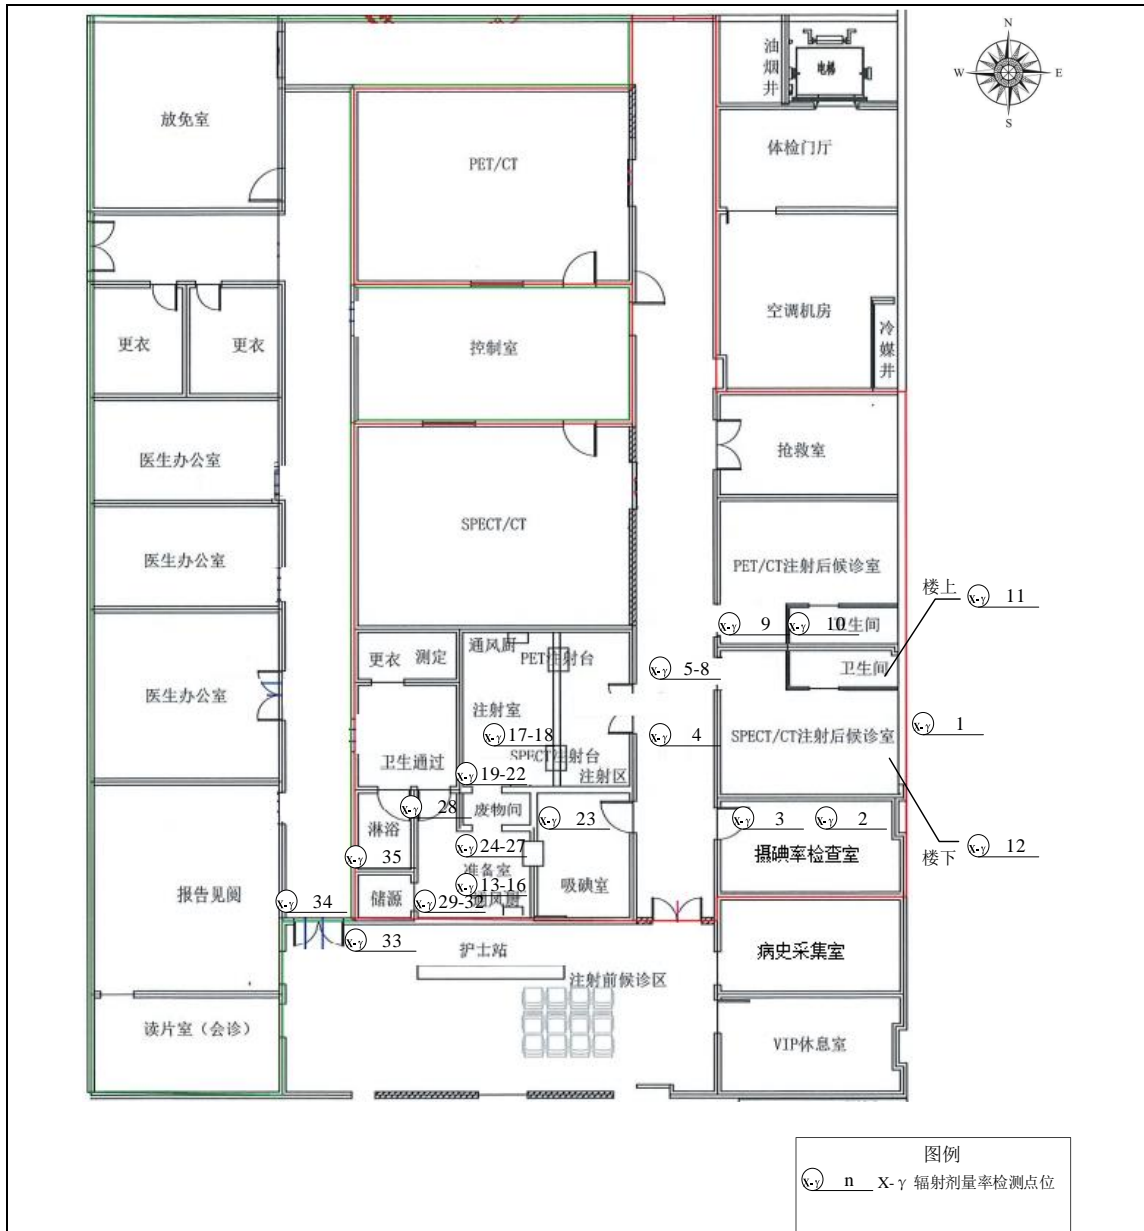 N
W
E
S
油烟井
电梯
放免室
体检门厅
PET/CT
空调机房
冷媒井
更衣
更衣
控制室
抢救室
医生办公室
SPECT/CT
医生办公室
PET/CT注射后候诊室
楼上
X-γ 11
X-γ 9
X-γ 10
卫生间
通风厨
PET注射台
更衣
测定
X-γ 5-8
卫生间
医生办公室
注射室
X-γ 17-18
X-γ 4
SPECT/CT注射后候诊室
X-γ 1
SPECT注射台
卫生通过
X-γ 19-22
注射区
X-γ 28
废物间
X-γ 23
X-γ 3
X-γ 2
淋浴
X-γ 24-27
X-γ 12
楼下
X-γ 35
摄碘率检查室
准备室
X-γ 13-16
吸碘室
报告见阅
储源
X-γ 34
X-γ 29-32
通风厨
X-γ 33
护士站
病史采集室
注射前候诊区
读片室（会诊）
VIP休息室
图例
X-γ n X-γ 辐射剂量率检测点位